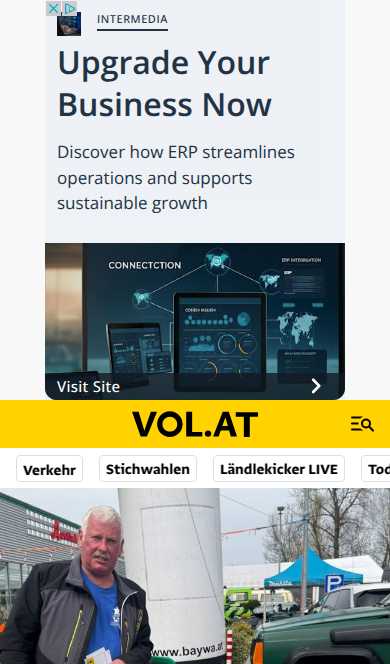 INTERMEDIA
Upgrade Your
Business Now
Discover how ERP streamlines
operations and supports
sustainable growth
CONNECTCTION
ERP INTEGRATION
ERP
Visit Site
VOL.AT
Verkehr
Stichwahlen
Ländlekicker LIVE
Tod
P
www.baywa.at